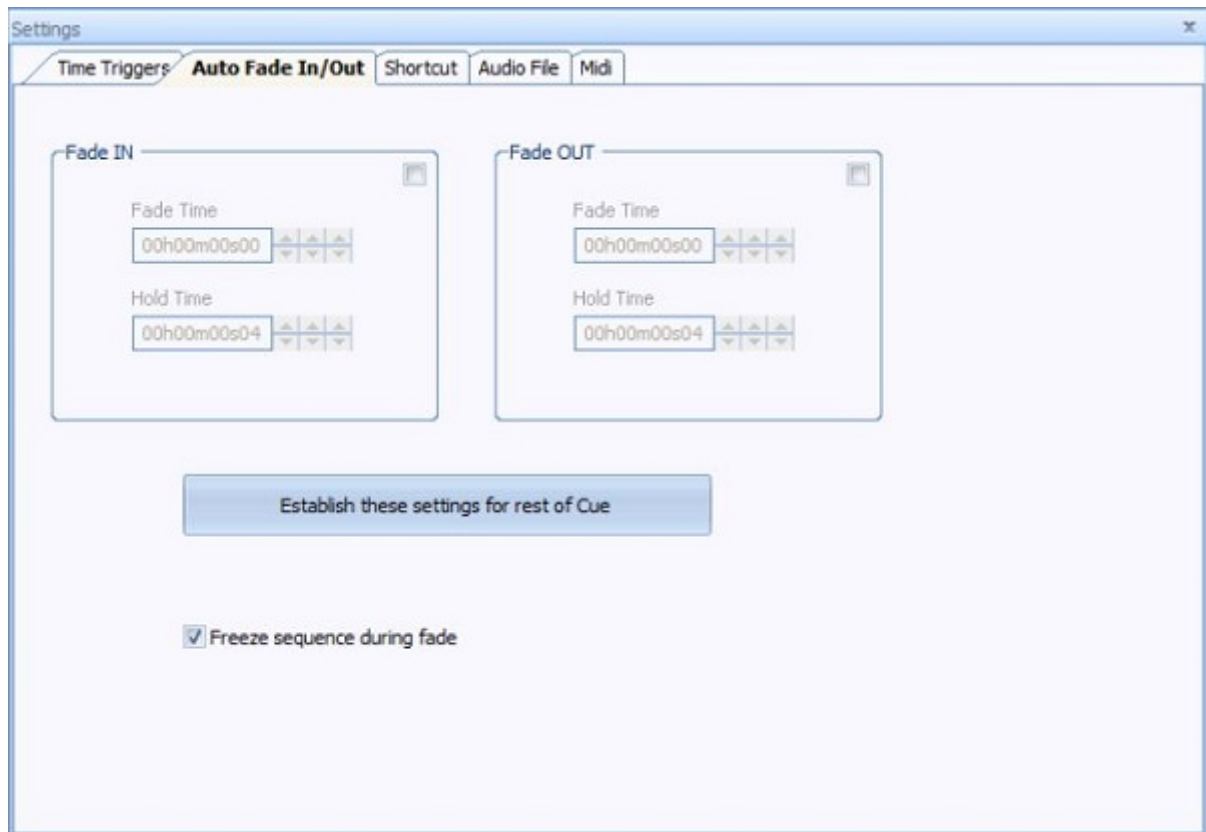 Settings
Time Triggers Auto Fade In/Out Shortcut Audio File Midi
Fade IN Fade OUT
Fade Time Fade Time
00h00m00s00 00h00m00s00
Hold Time Hold Time
00h00m00s04 00h00m00s04
Establish these settings for rest of Cue
Freeze sequence during fade